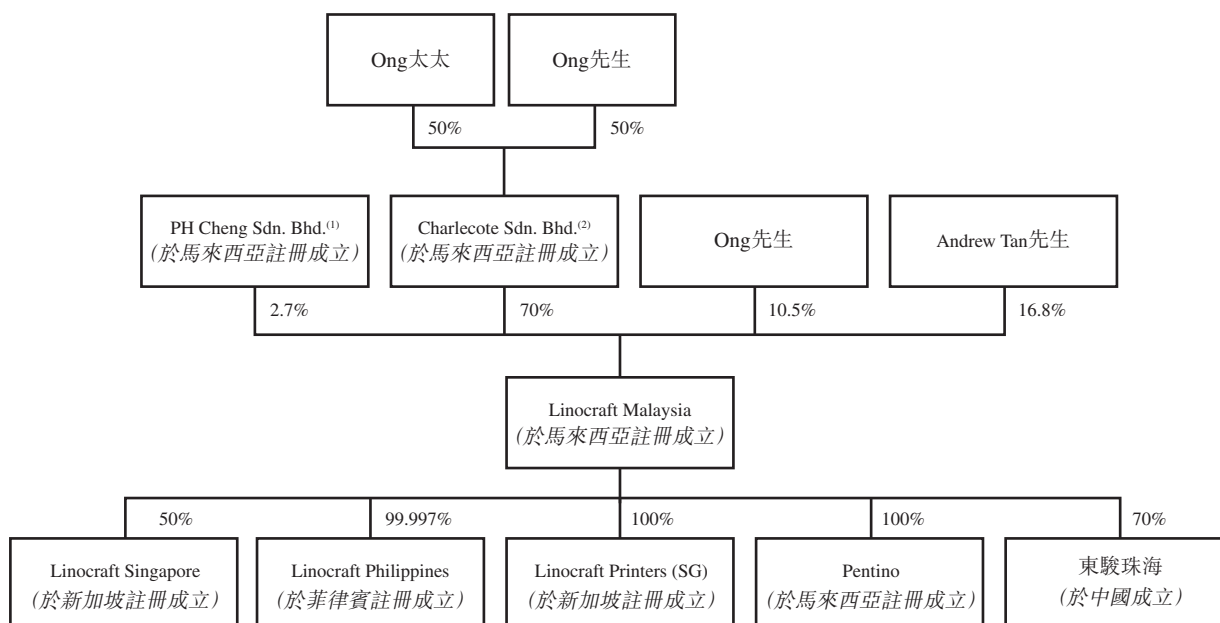 Ong太太
Ong先生
50%
50%
PH Cheng Sdn. Bhd.⁽¹⁾
(於馬來西亞註冊成立)
Charlecote Sdn. Bhd.⁽²⁾
(於馬來西亞註冊成立)
Ong先生
Andrew Tan先生
2.7%
70%
10.5%
16.8%
Linocraft Malaysia
(於馬來西亞註冊成立)
50%
99.997%
100%
100%
70%
Linocraft Singapore
(於新加坡註冊成立)
Linocraft Philippines
(於菲律賓註冊成立)
Linocraft Printers (SG)
(於新加坡註冊成立)
Pentino
(於馬來西亞註冊成立)
東駿珠海
(於中國成立)